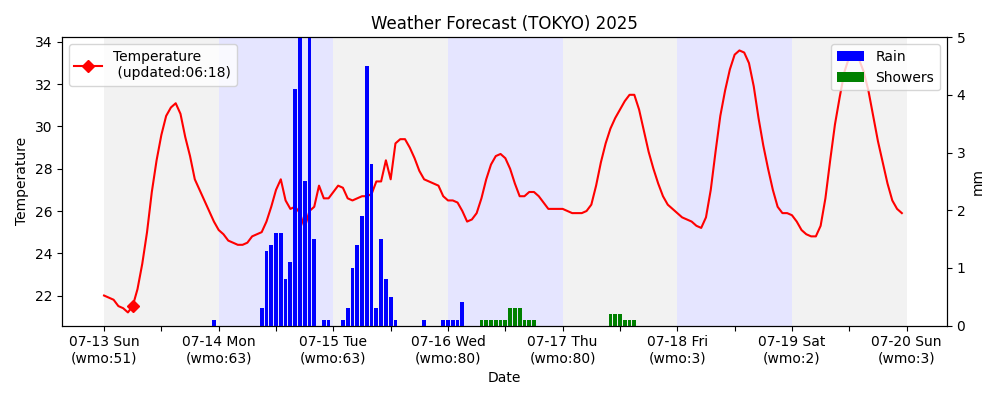 Weather Forecast (TOKYO) 2025
Temperature
(updated:06:18)
Rain
Showers
34
32
30
28
26
24
22
Temperature
5
4
3
2
1
0
mm
07-13 Sun
(wmo:51)
07-14 Mon
(wmo:63)
07-15 Tue
(wmo:63)
07-16 Wed
(wmo:80)
07-17 Thu
(wmo:80)
07-18 Fri
(wmo:3)
07-19 Sat
(wmo:2)
07-20 Sun
(wmo:3)
Date